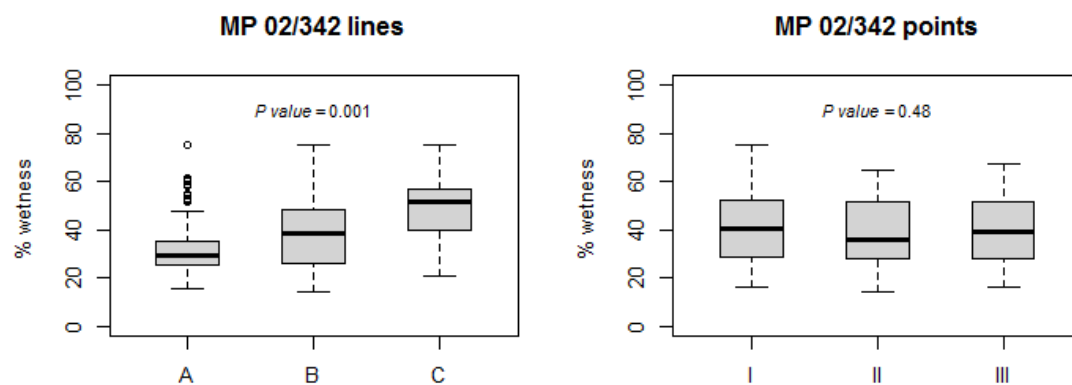 MP 02/342 lines
% wetness
100
80
60
40
20
0
P value = 0.001
A B C
MP 02/342 points
% wetness
100
80
60
40
20
0
P value = 0.48
I II III